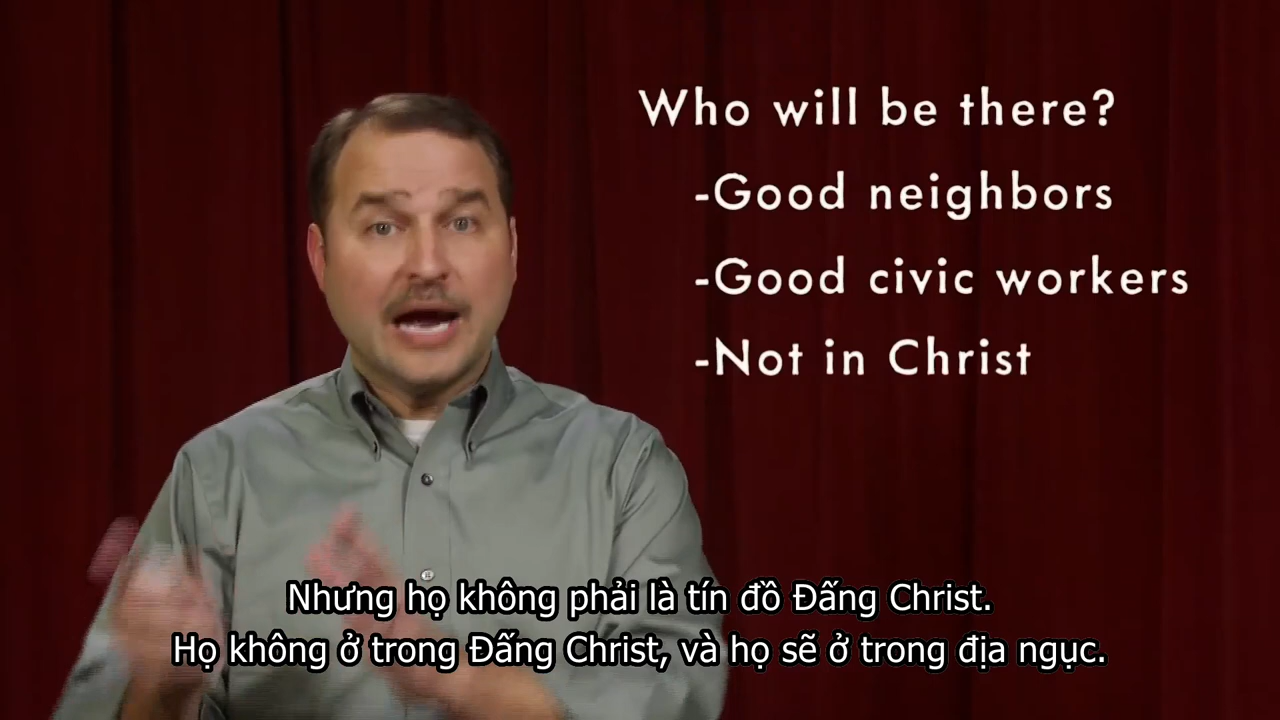 Who will be there?
-Good neighbors
-Good civic workers
-Not in Christ
Nhưng họ không phải là tín đồ Đấng Christ.
Họ không ở trong Đấng Christ, và họ sẽ ở trong địa ngục.